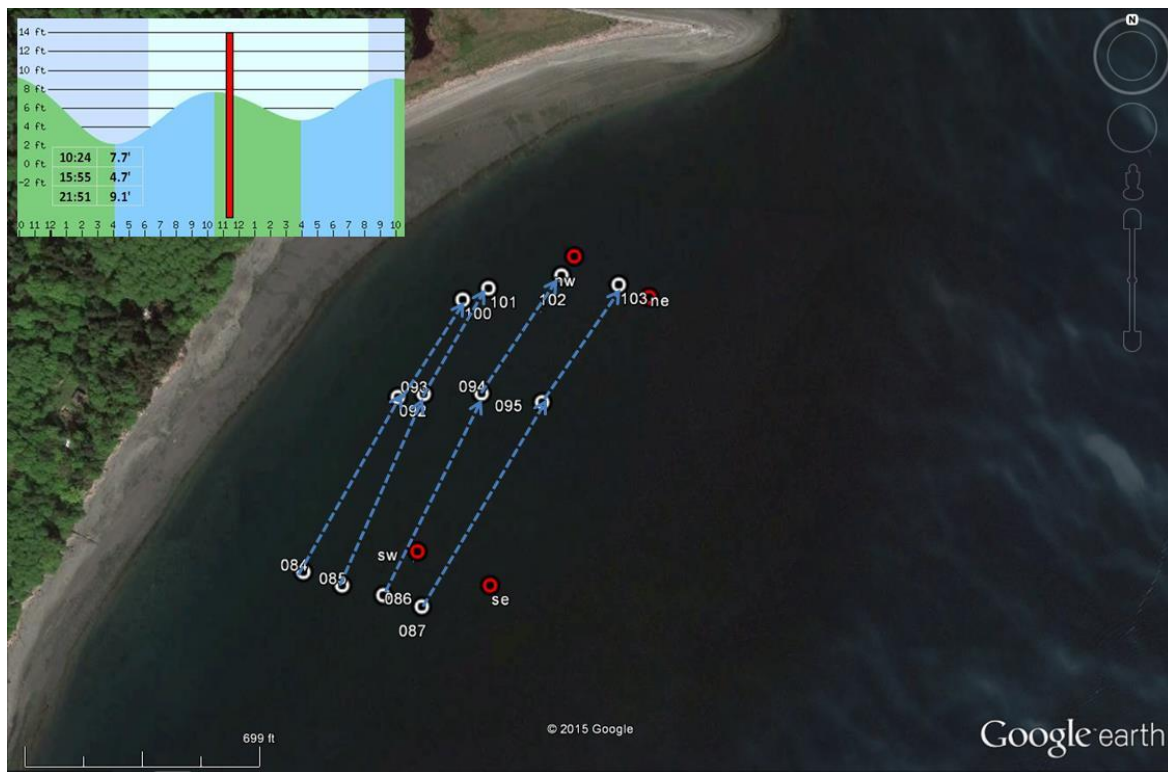 14 ft
12 ft
10 ft
8 ft
6 ft
4 ft
2 ft
0 ft
-2 ft
10:24 7.7'
15:55 4.7'
21:51 9.1'
0 11 12 1 2 3 4 5 6 7 8 9 10 11 12 1 2 3 4 5 6 7 8 9 10
N
nw
101
102
103
ne
100
093
094
092
095
sw
084
085
086
se
087
699 ft
© 2015 Google
Google earth